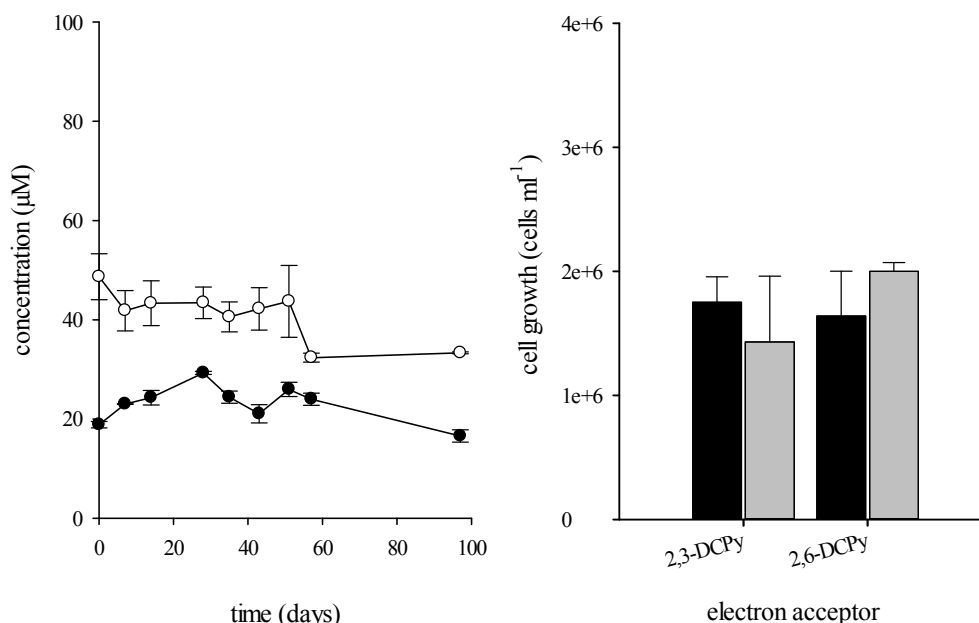 100
80
60
40
20
0
0 20 40 60 80 100
concentration (µM)
time (days)
4e+6
3e+6
2e+6
1e+6
0
2,3-DCPy 2,6-DCPy
cell growth (cells ml⁻¹)
electron acceptor